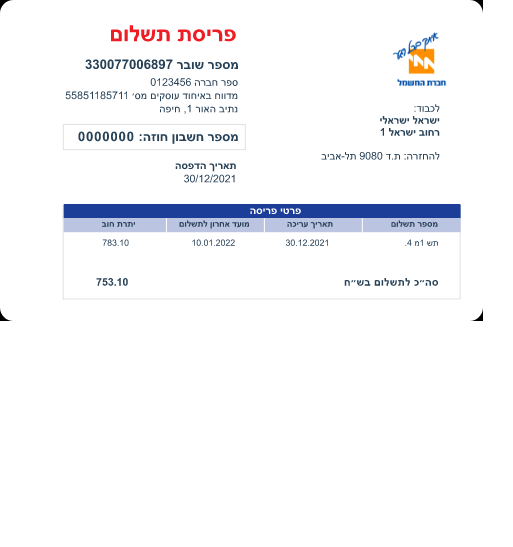 פריסת תשלום
מספר שובר 330077006897
ספר חברה 0123456
מדווח באיחוד עוסקים מס׳ 55851185711
נתיב האור 1, חיפה
מספר חשבון חוזה: 0000000
תאריך הדפסה
30/12/2021
חברת החשמל
לכבוד:
ישראל ישראלי
רחוב ישראל 1
להחזרה: ת.ד 9080 תל-אביב
פרטי פריסה
מספר תשלום תאריך עריכה מועד אחרון לתשלום יתרת חוב
תש 1מ 4. 30.12.2021 10.01.2022 783.10
סה״כ לתשלום בש״ח 753.10